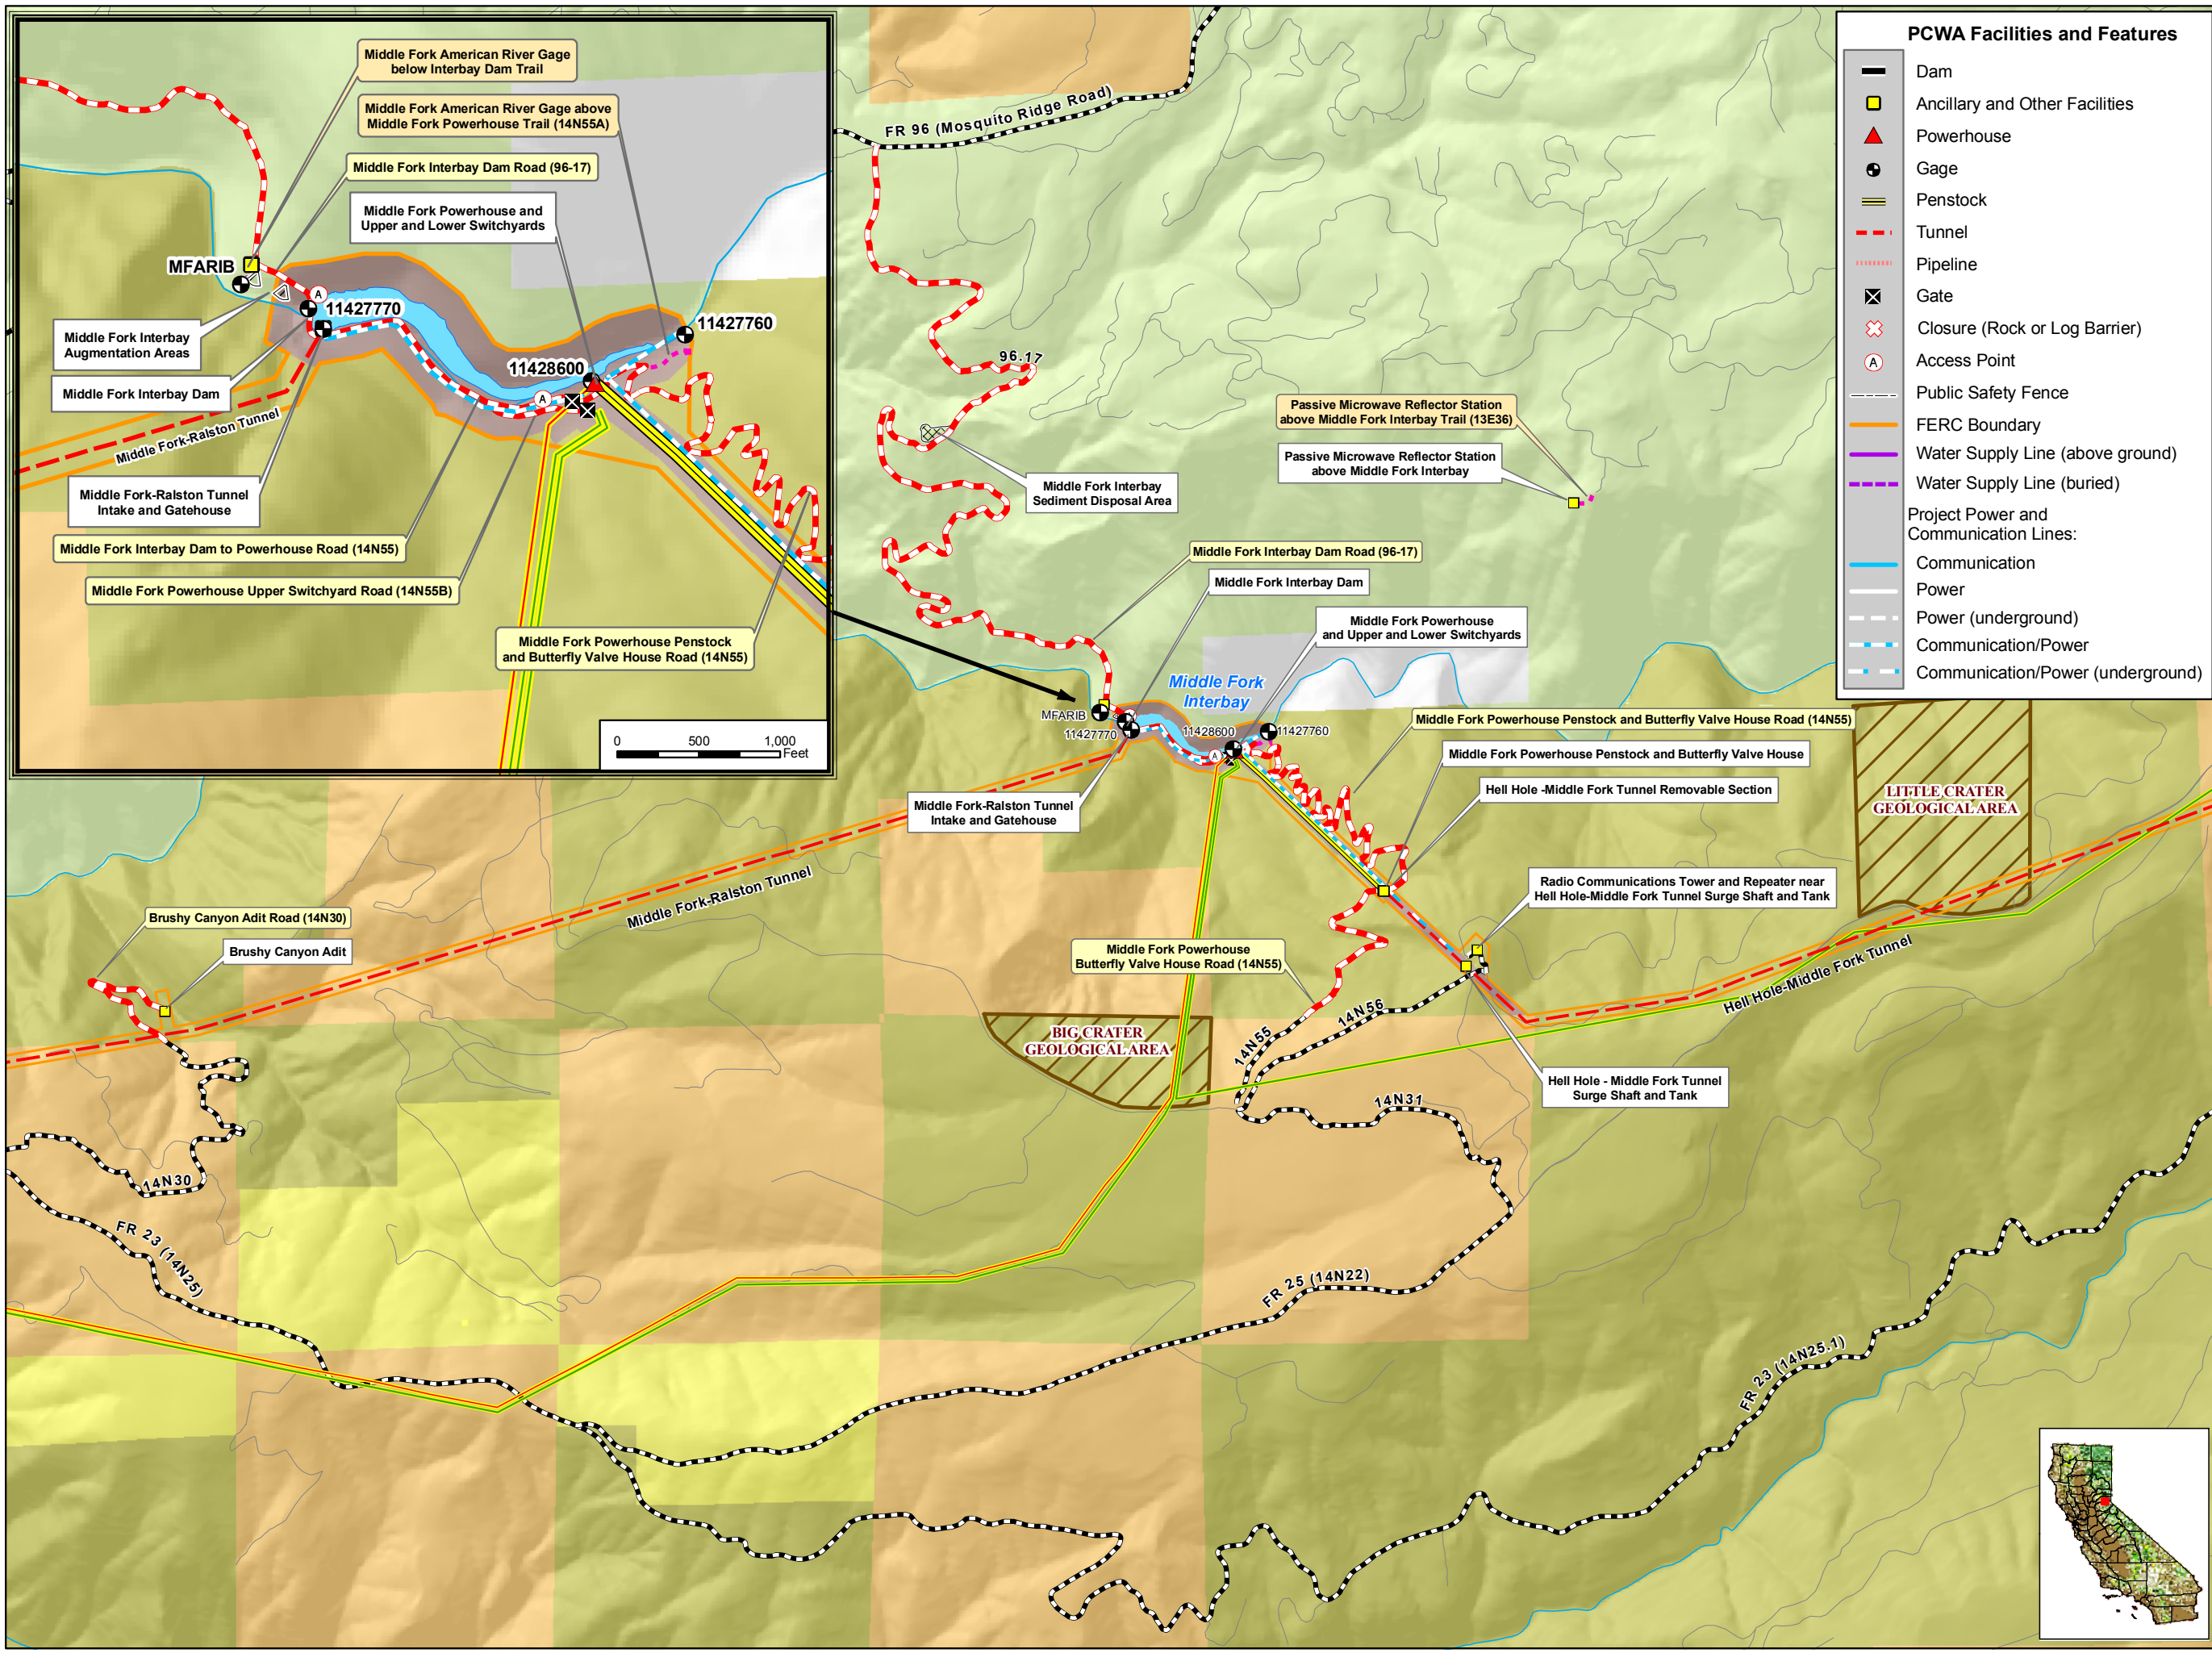 Middle Fork American River Gage
below Interbay Dam Trail
Middle Fork American River Gage above
Middle Fork Powerhouse Trail (14N55A)
Middle Fork Interbay Dam Road (96-17)
Middle Fork Powerhouse and
Upper and Lower Switchyards
MFARIB
11427770
11427760
11428600
Middle Fork Interbay
Augmentation Areas
Middle Fork Interbay Dam
Middle Fork-Ralston Tunnel
Middle Fork-Ralston Tunnel
Intake and Gatehouse
Middle Fork Interbay Dam to Powerhouse Road (14N55)
Middle Fork Powerhouse Upper Switchyard Road (14N55B)
Middle Fork Powerhouse Penstock
and Butterfly Valve House Road (14N55)
A
A
0 500 1,000
Feet
PCWA Facilities and Features
Dam
Ancillary and Other Facilities
Powerhouse
Gage
Penstock
Tunnel
Pipeline
Gate
Closure (Rock or Log Barrier)
A Access Point
Public Safety Fence
FERC Boundary
Water Supply Line (above ground)
Water Supply Line (buried)
Project Power and
Communication Lines:
Communication
Power
Power (underground)
Communication/Power
Communication/Power (underground)
FR 96 (Mosquito Ridge Road)
96.17
Passive Microwave Reflector Station
above Middle Fork Interbay Trail (13E36)
Passive Microwave Reflector Station
above Middle Fork Interbay
Middle Fork Interbay
Sediment Disposal Area
Middle Fork Interbay Dam Road (96-17)
Middle Fork Interbay Dam
Middle Fork Powerhouse
and Upper and Lower Switchyards
Middle Fork
Interbay
MFARIB
11427770
11428600
11427760
A
Middle Fork Powerhouse Penstock and Butterfly Valve House Road (14N55)
Middle Fork Powerhouse Penstock and Butterfly Valve House
Hell Hole -Middle Fork Tunnel Removable Section
LITTLE CRATER
GEOLOGICAL AREA
Middle Fork-Ralston Tunnel
Intake and Gatehouse
Middle Fork-Ralston Tunnel
Radio Communications Tower and Repeater near
Hell Hole-Middle Fork Tunnel Surge Shaft and Tank
Brushy Canyon Adit Road (14N30)
Brushy Canyon Adit
Middle Fork Powerhouse
Butterfly Valve House Road (14N55)
Hell Hole-Middle Fork Tunnel
14N56
14N55
BIG CRATER
GEOLOGICAL AREA
Hell Hole - Middle Fork Tunnel
Surge Shaft and Tank
14N31
14N30
FR 23 (14N25)
FR 25 (14N22)
FR 23 (14N25.1)